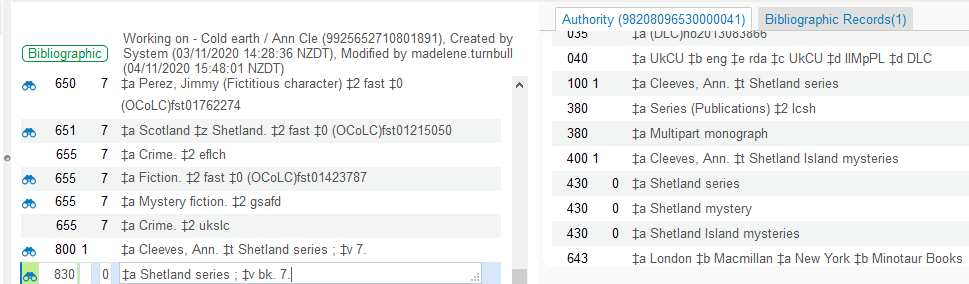 Bibliographic
Working on - Cold earth / Ann Cle (9925652710801891), Created by
System (03/11/2020 14:28:36 NZDT), Modified by madelene.turnbull
(04/11/2020 15:48:01 NZDT)
650 7 ‡a Perez, Jimmy (Fictitious character) ‡2 fast ‡0
(OCoLC)fst01762274
651 7 ‡a Scotland ‡z Shetland. ‡2 fast ‡0 (OCoLC)fst01215050
655 7 ‡a Crime. ‡2 eflch
655 7 ‡a Fiction. ‡2 fast ‡0 (OCoLC)fst01423787
655 7 ‡a Mystery fiction. ‡2 gsafd
655 7 ‡a Crime. ‡2 ukslc
800 1 ‡a Cleeves, Ann. ‡t Shetland series ; ‡v 7.
830 0 ‡a Shetland series ; ‡v bk. 7.
Authority (98208096530000041) Bibliographic Records(1)
035 ‡a (DLC)no2013083866
040 ‡a UkCU ‡b eng ‡e rda ‡c UkCU ‡d IlMpPL ‡d DLC
100 1 ‡a Cleeves, Ann. ‡t Shetland series
380 ‡a Series (Publications) ‡2 lcsh
380 ‡a Multipart monograph
400 1 ‡a Cleeves, Ann. ‡t Shetland Island mysteries
430 0 ‡a Shetland series
430 0 ‡a Shetland mystery
430 0 ‡a Shetland Island mysteries
643 ‡a London ‡b Macmillan ‡a New York ‡b Minotaur Books